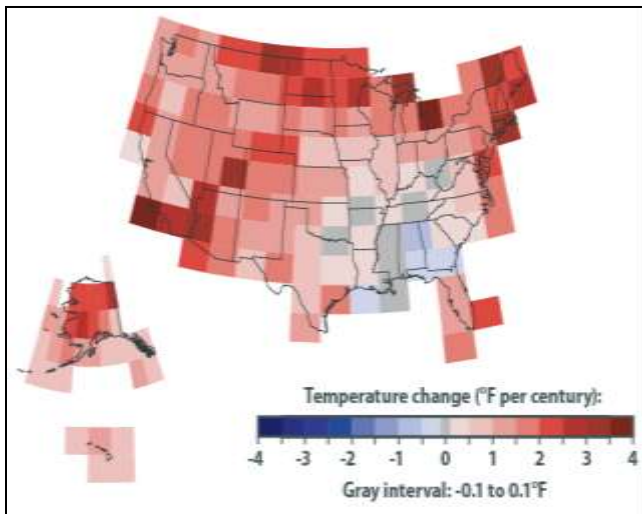 Temperature change (°F per century):
-4 -3 -2 -1 0 1 2 3 4
Gray interval: -0.1 to 0.1°F